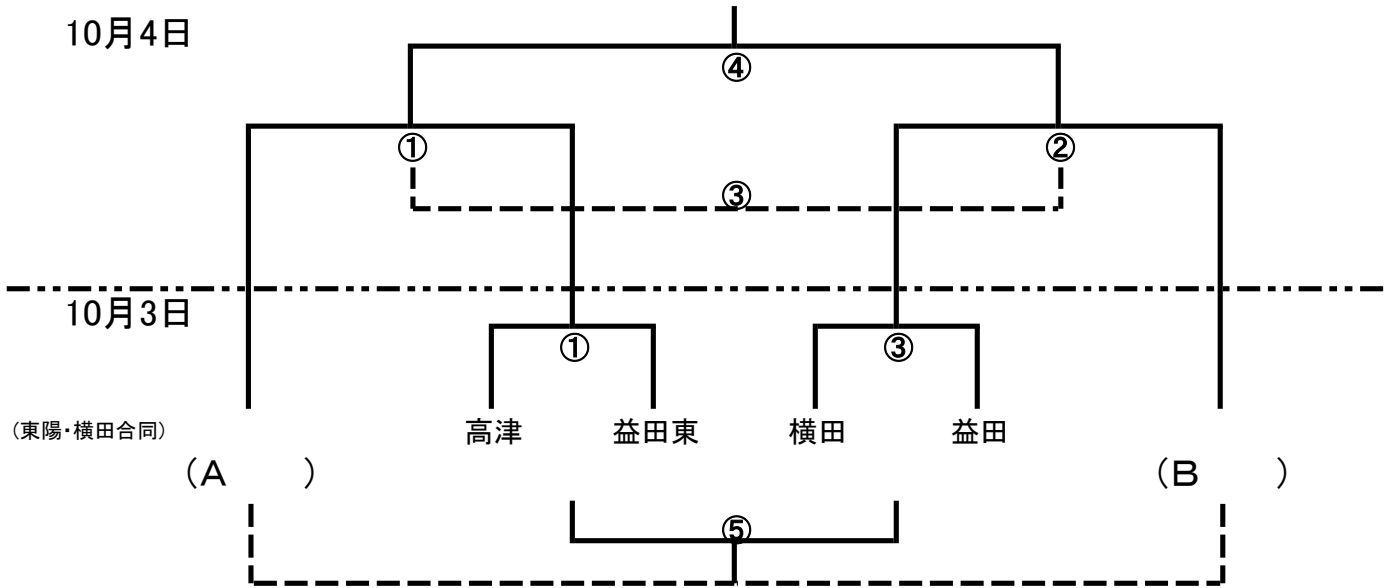 10月4日
④
① ②
③
10月3日
① ③
(東陽・横田合同) 高津 益田東 横田 益田
(A ) (B )
⑤